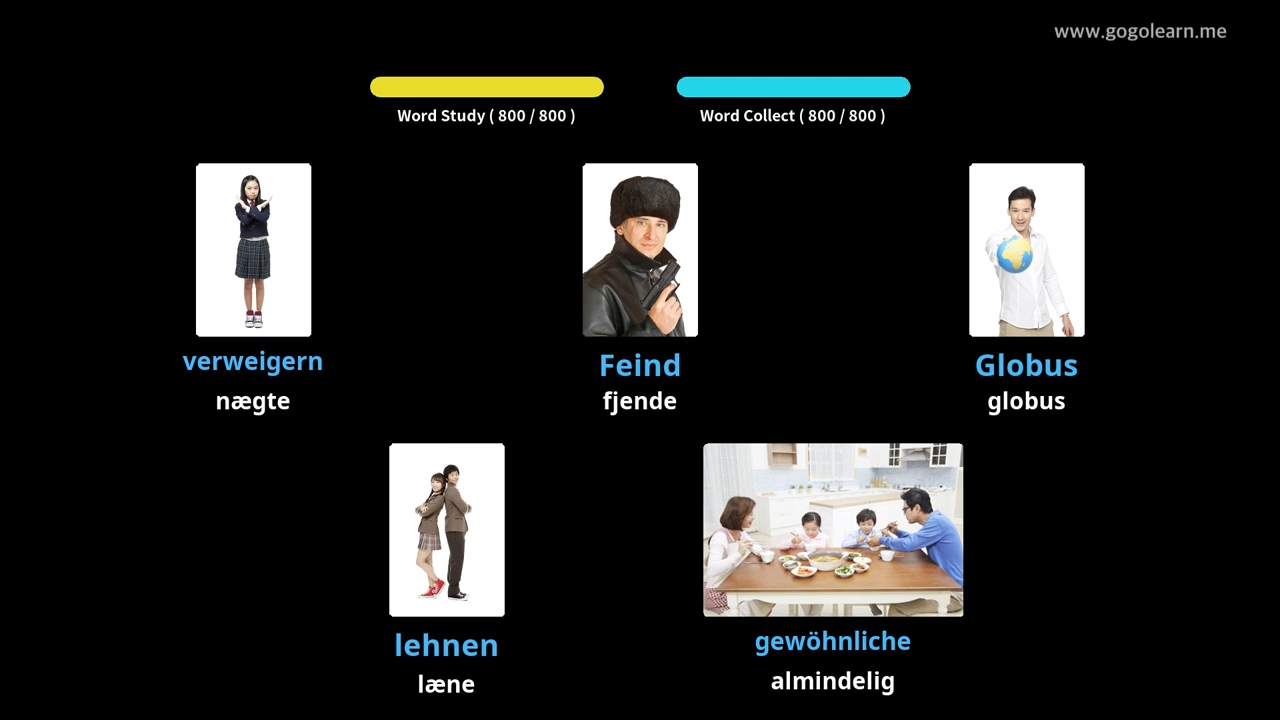 www.gogolearn.me
Word Study ( 800 / 800 )
Word Collect ( 800 / 800 )
verweigern
nægte
Feind
fjende
Globus
globus
lehnen
læne
gewöhnliche
almindelig